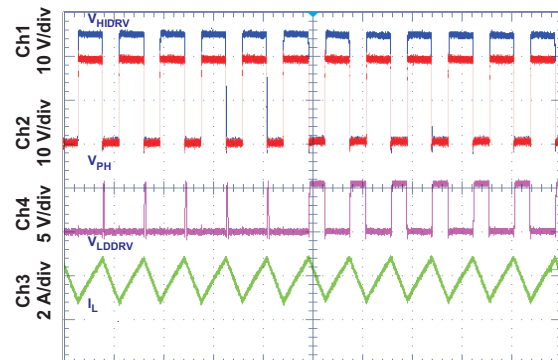 Ch1
10 V/div
VHIDRV
Ch2
10 V/div
VPH
Ch4
5 V/div
VLDDRV
Ch3
2 A/div
IL